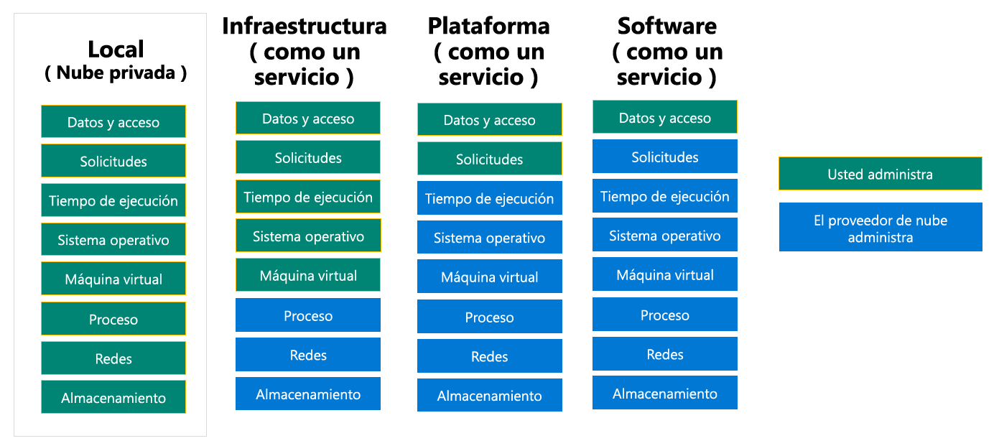 Local
( Nube privada )
Datos y acceso
Solicitudes
Tiempo de ejecución
Sistema operativo
Máquina virtual
Proceso
Redes
Almacenamiento
Infraestructura
( como un
servicio )
Datos y acceso
Solicitudes
Tiempo de ejecución
Sistema operativo
Máquina virtual
Proceso
Redes
Almacenamiento
Plataforma
( como un
servicio )
Datos y acceso
Solicitudes
Tiempo de ejecución
Sistema operativo
Máquina virtual
Proceso
Redes
Almacenamiento
Software
( como un
servicio )
Datos y acceso
Solicitudes
Tiempo de ejecución
Sistema operativo
Máquina virtual
Proceso
Redes
Almacenamiento
Usted administra
El proveedor de nube
administra